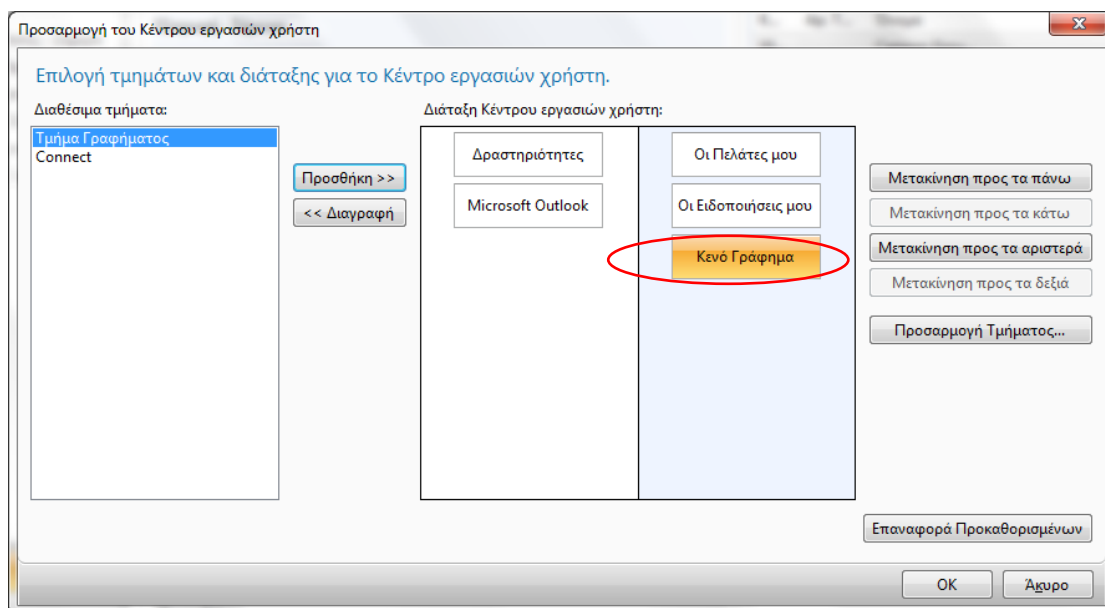 Προσαρμογή του Κέντρου εργασιών χρήστη
Επιλογή τμημάτων και διάταξης για το Κέντρο εργασιών χρήστη.
Διαθέσιμα τμήματα:
Τμήμα Γραφήματος
Connect
Προσθήκη >>
<< Διαγραφή
Διάταξη Κέντρου εργασιών χρήστη:
Δραστηριότητες
Microsoft Outlook
Οι Πελάτες μου
Οι Ειδοποιήσεις μου
Κενό Γράφημα
Μετακίνηση προς τα πάνω
Μετακίνηση προς τα κάτω
Μετακίνηση προς τα αριστερά
Μετακίνηση προς τα δεξιά
Προσαρμογή Τμήματος...
Επαναφορά Προκαθορισμένων
OK
Άκυρο